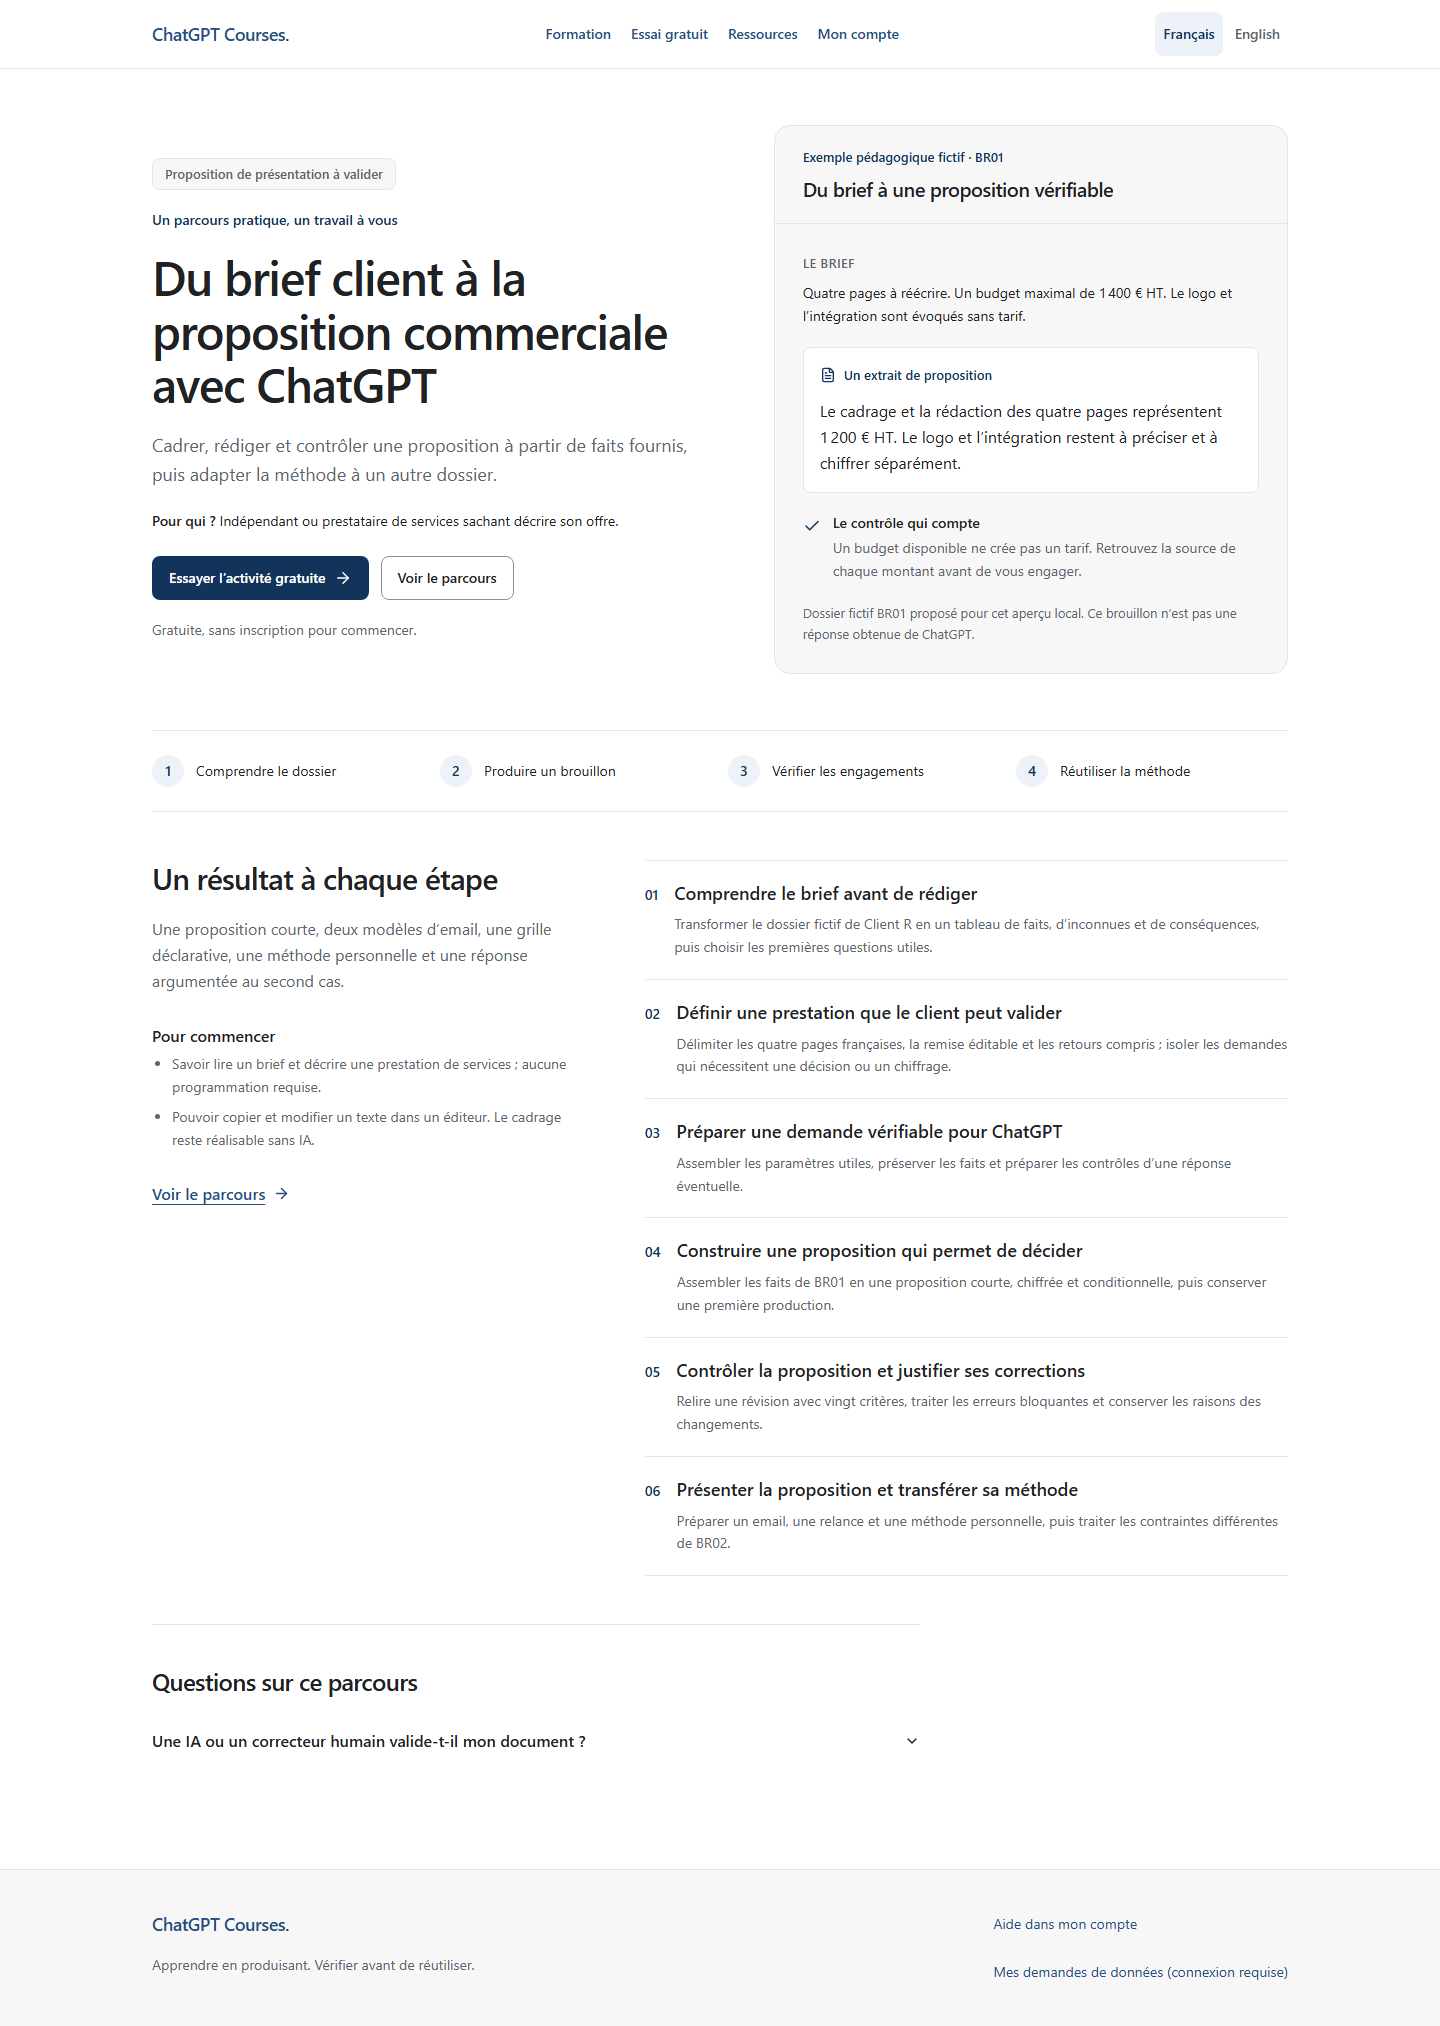 ChatGPT Courses.
Formation
Essai gratuit
Ressources
Mon compte
Français
English
Proposition de présentation à valider
Un parcours pratique, un travail à vous
Du brief client à la
proposition commerciale
avec ChatGPT
Cadrer, rédiger et contrôler une proposition à partir de faits fournis,
puis adapter la méthode à un autre dossier.
Pour qui ? Indépendant ou prestataire de services sachant décrire son offre.
Essayer l’activité gratuite
Voir le parcours
Gratuite, sans inscription pour commencer.
Exemple pédagogique fictif · BR01
Du brief à une proposition vérifiable
LE BRIEF
Quatre pages à réécrire. Un budget maximal de 1 400 € HT. Le logo et
l’intégration sont évoqués sans tarif.
Un extrait de proposition
Le cadrage et la rédaction des quatre pages représentent
1 200 € HT. Le logo et l’intégration restent à préciser et à
chiffrer séparément.
Le contrôle qui compte
Un budget disponible ne crée pas un tarif. Retrouvez la source de
chaque montant avant de vous engager.
Dossier fictif BR01 proposé pour cet aperçu local. Ce brouillon n’est pas une
réponse obtenue de ChatGPT.
1 Comprendre le dossier
2 Produire un brouillon
3 Vérifier les engagements
4 Réutiliser la méthode
Un résultat à chaque étape
Une proposition courte, deux modèles d’email, une grille
déclarative, une méthode personnelle et une réponse
argumentée au second cas.
Pour commencer
• Savoir lire un brief et décrire une prestation de services ; aucune
programmation requise.
• Pouvoir copier et modifier un texte dans un éditeur. Le cadrage
reste réalisable sans IA.
Voir le parcours
01 Comprendre le brief avant de rédiger
Transformer le dossier fictif de Client R en un tableau de faits, d’inconnues et de conséquences,
puis choisir les premières questions utiles.
02 Définir une prestation que le client peut valider
Délimiter les quatre pages françaises, la remise éditable et les retours compris ; isoler les demandes
qui nécessitent une décision ou un chiffrage.
03 Préparer une demande vérifiable pour ChatGPT
Assembler les paramètres utiles, préserver les faits et préparer les contrôles d’une réponse
éventuelle.
04 Construire une proposition qui permet de décider
Assembler les faits de BR01 en une proposition courte, chiffrée et conditionnelle, puis conserver
une première production.
05 Contrôler la proposition et justifier ses corrections
Relire une révision avec vingt critères, traiter les erreurs bloquantes et conserver les raisons des
changements.
06 Présenter la proposition et transférer sa méthode
Préparer un email, une relance et une méthode personnelle, puis traiter les contraintes différentes
de BR02.
Questions sur ce parcours
Une IA ou un correcteur humain valide-t-il mon document ?
ChatGPT Courses.
Apprendre en produisant. Vérifier avant de réutiliser.
Aide dans mon compte
Mes demandes de données (connexion requise)